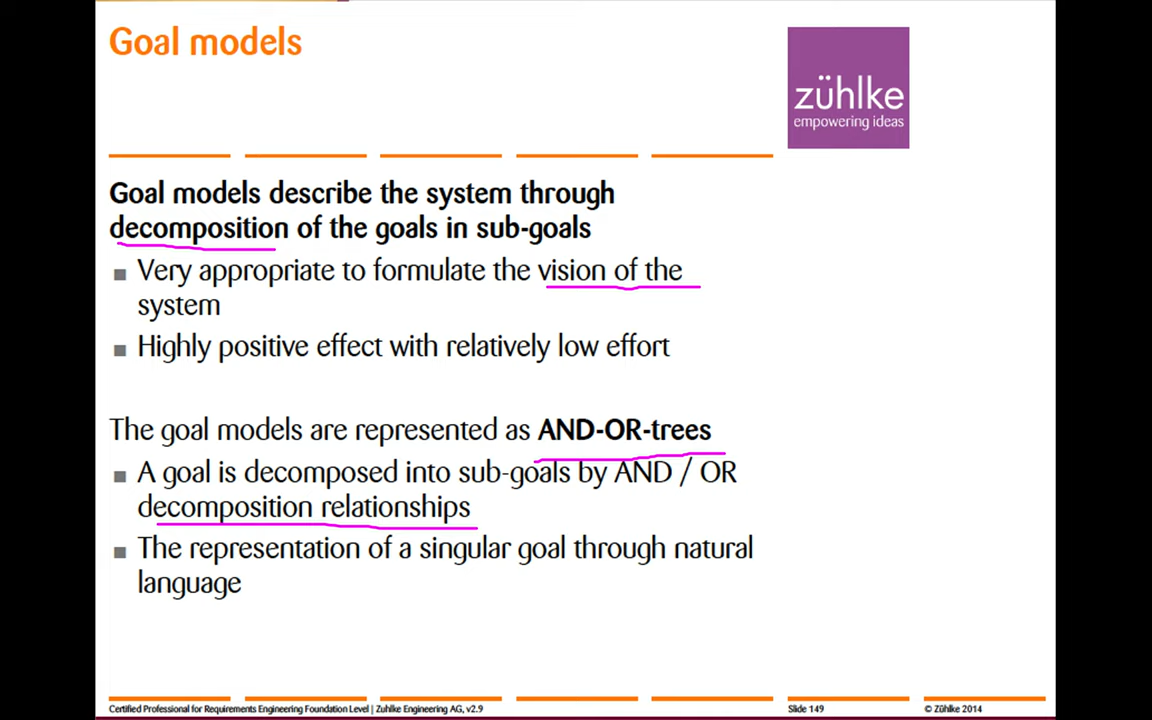 Goal models
zühlke
empowering ideas
Goal models describe the system through
decomposition of the goals in sub-goals
Very appropriate to formulate the vision of the
system
Highly positive effect with relatively low effort
The goal models are represented as AND-OR-trees
A goal is decomposed into sub-goals by AND / OR
decomposition relationships
The representation of a singular goal through natural
language
Certified Professional for Requirements Engineering Foundation Level | Zuhlke Engineering AG, v2.9
Slide 149
© Zühlke 2014